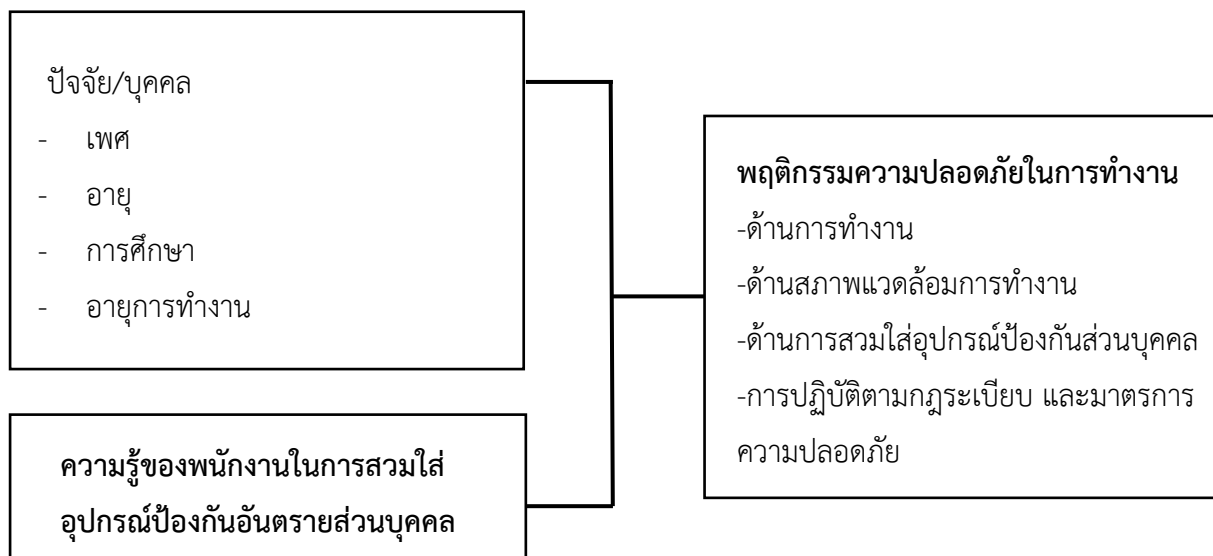 ปัจจัย/บุคคล
- เพศ
- อายุ
- การศึกษา
- อายุการทำงาน
ความรู้ของพนักงานในการสวมใส่
อุปกรณ์ป้องกันอันตรายส่วนบุคคล
พฤติกรรมความปลอดภัยในการทำงาน
-ด้านการทำงาน
-ด้านสภาพแวดล้อมการทำงาน
-ด้านการสวมใส่อุปกรณ์ป้องกันส่วนบุคคล
-การปฏิบัติตามกฎระเบียบ และมาตรการ
ความปลอดภัย